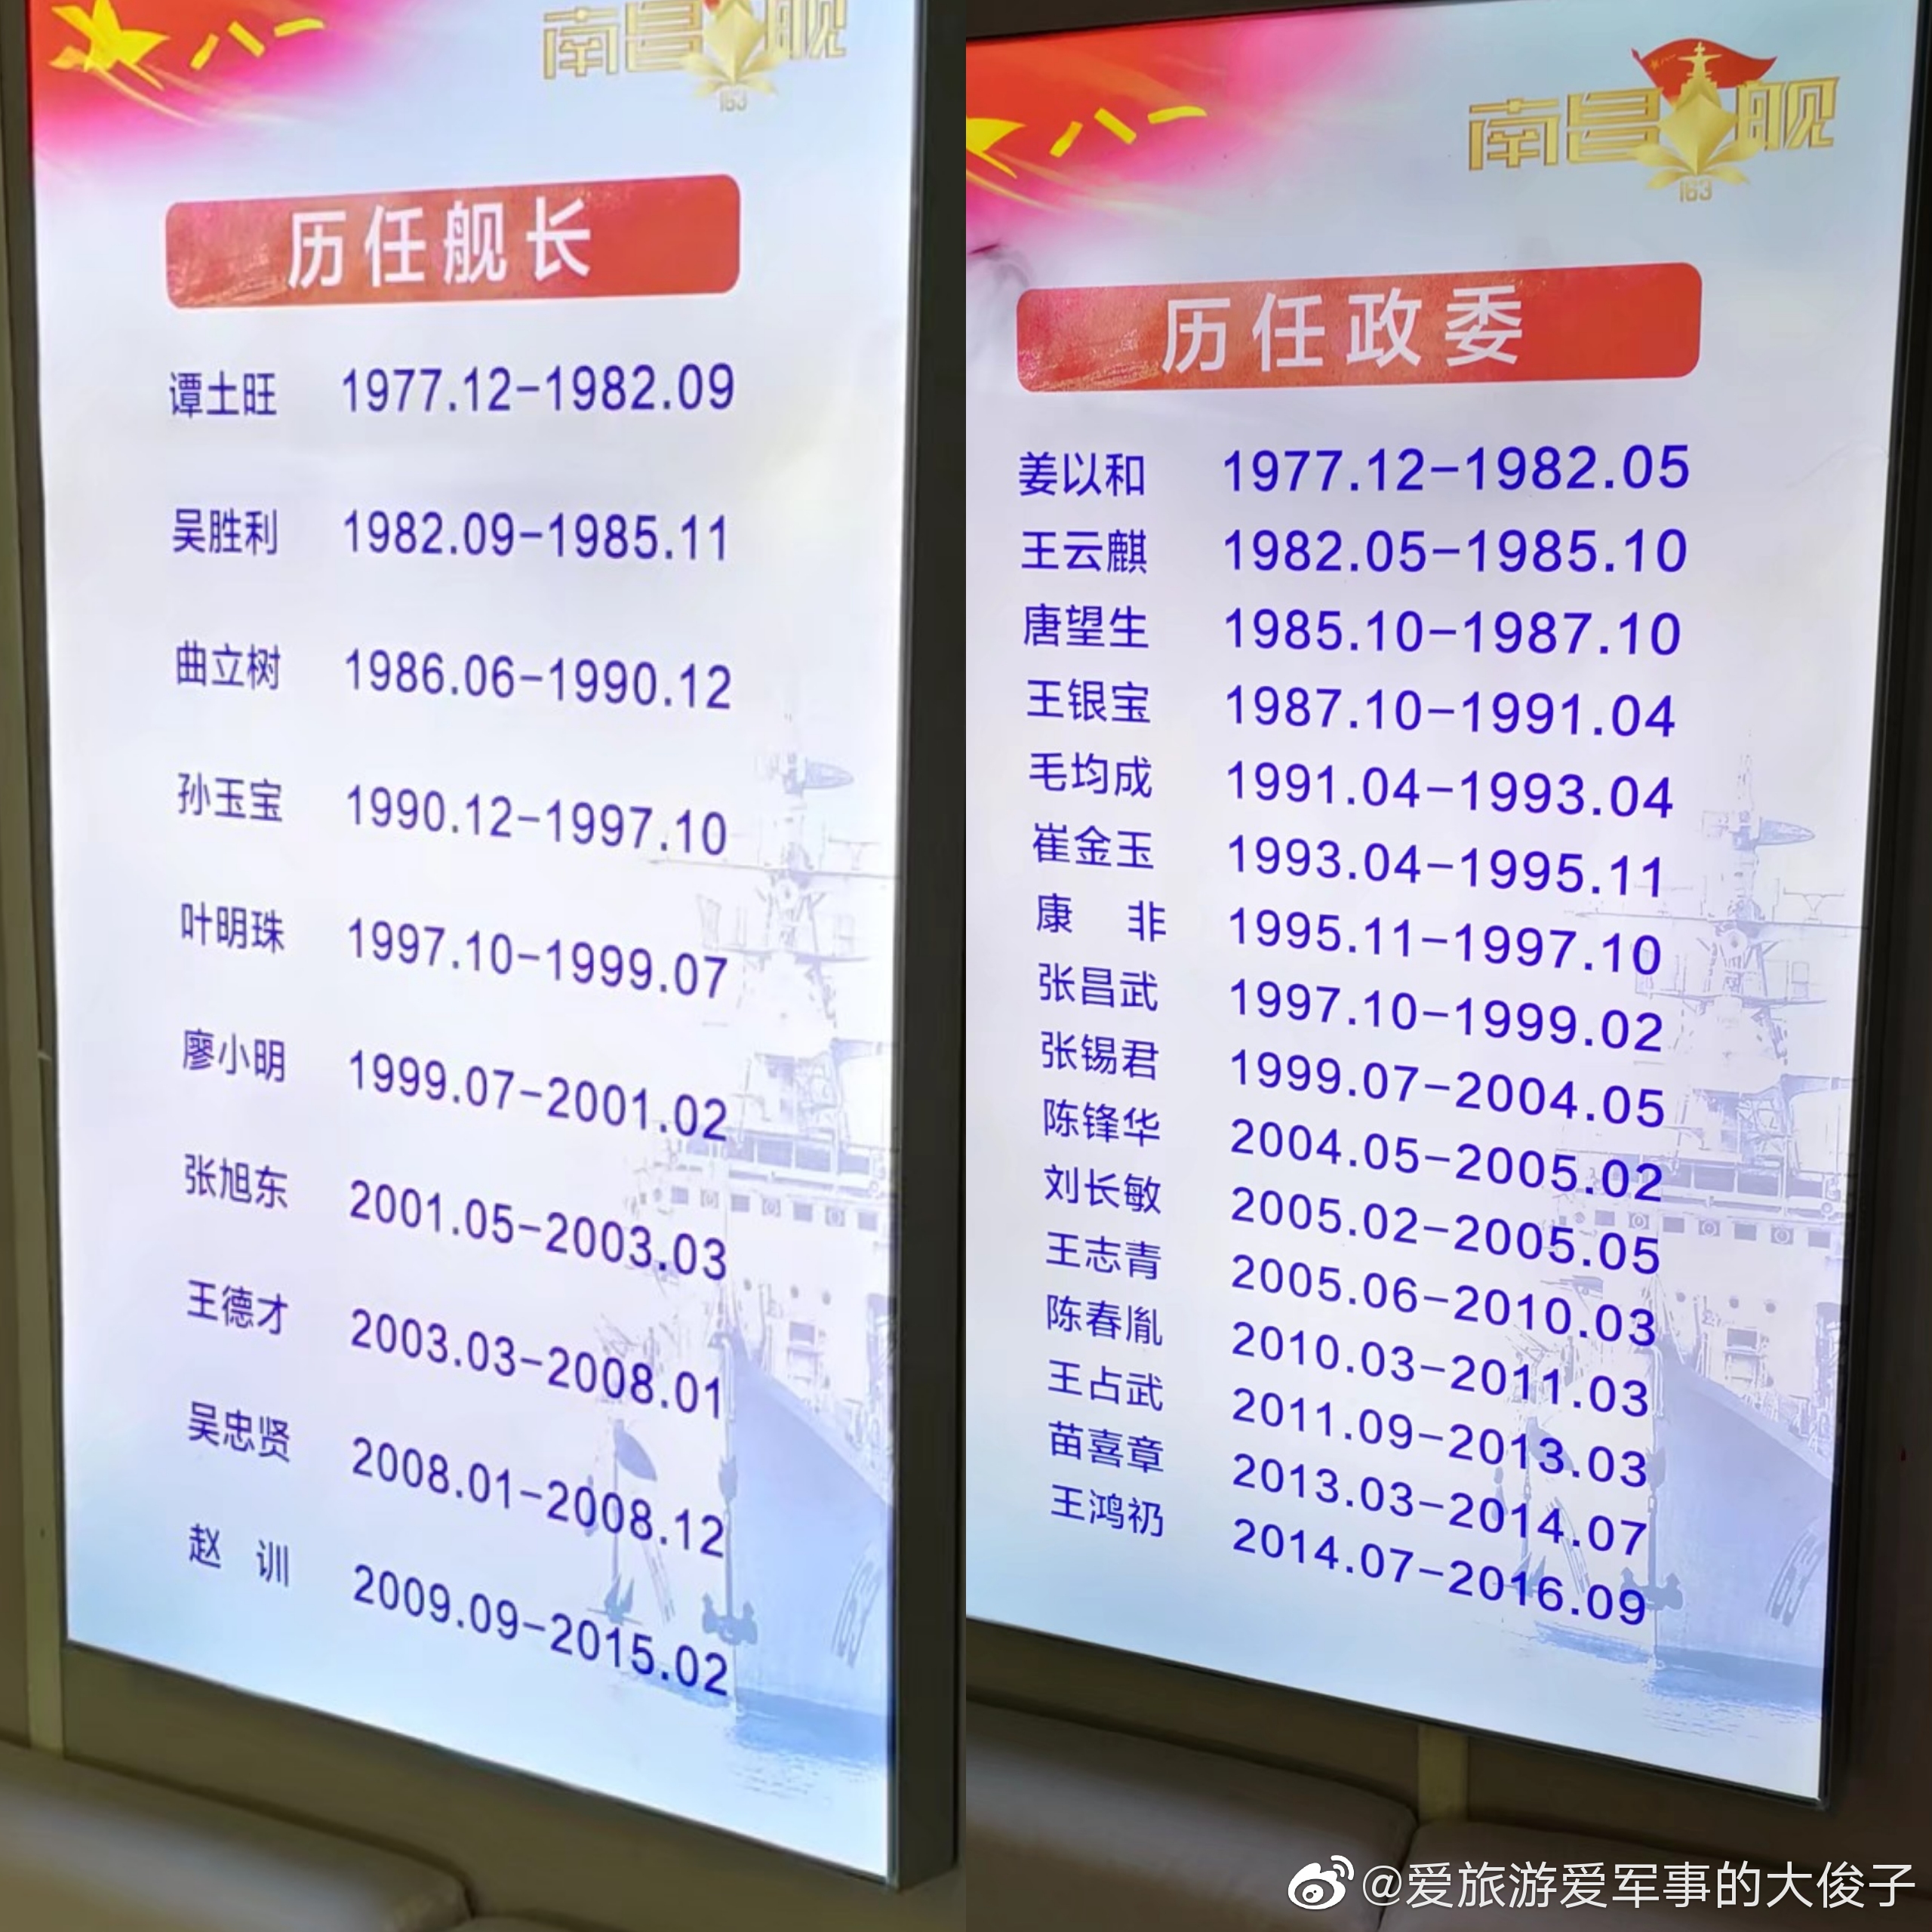 八一
南昌舰
163
历任舰长
谭土旺 1977.12-1982.09
吴胜利 1982.09-1985.11
曲立树 1986.06-1990.12
孙玉宝 1990.12-1997.10
叶明珠 1997.10-1999.07
廖小明 1999.07-2001.02
张旭东 2001.05-2003.03
王德才 2003.03-2008.01
吴忠贤 2008.01-2008.12
赵 训 2009.09-2015.02
163
八一
南昌舰
163
历任政委
姜以和 1977.12-1982.05
王云麒 1982.05-1985.10
唐望生 1985.10-1987.10
王银宝 1987.10-1991.04
毛均成 1991.04-1993.04
崔金玉 1993.04-1995.11
康 非 1995.11-1997.10
张昌武 1997.10-1999.02
张锡君 1999.07-2004.05
陈锋华 2004.05-2005.02
刘长敏 2005.02-2005.05
王志青 2005.06-2010.03
陈春胤 2010.03-2011.03
王占武 2011.09-2013.03
苗喜章 2013.03-2014.07
王鸿礽 2014.07-2016.09
163
@爱旅游爱军事的大俊子